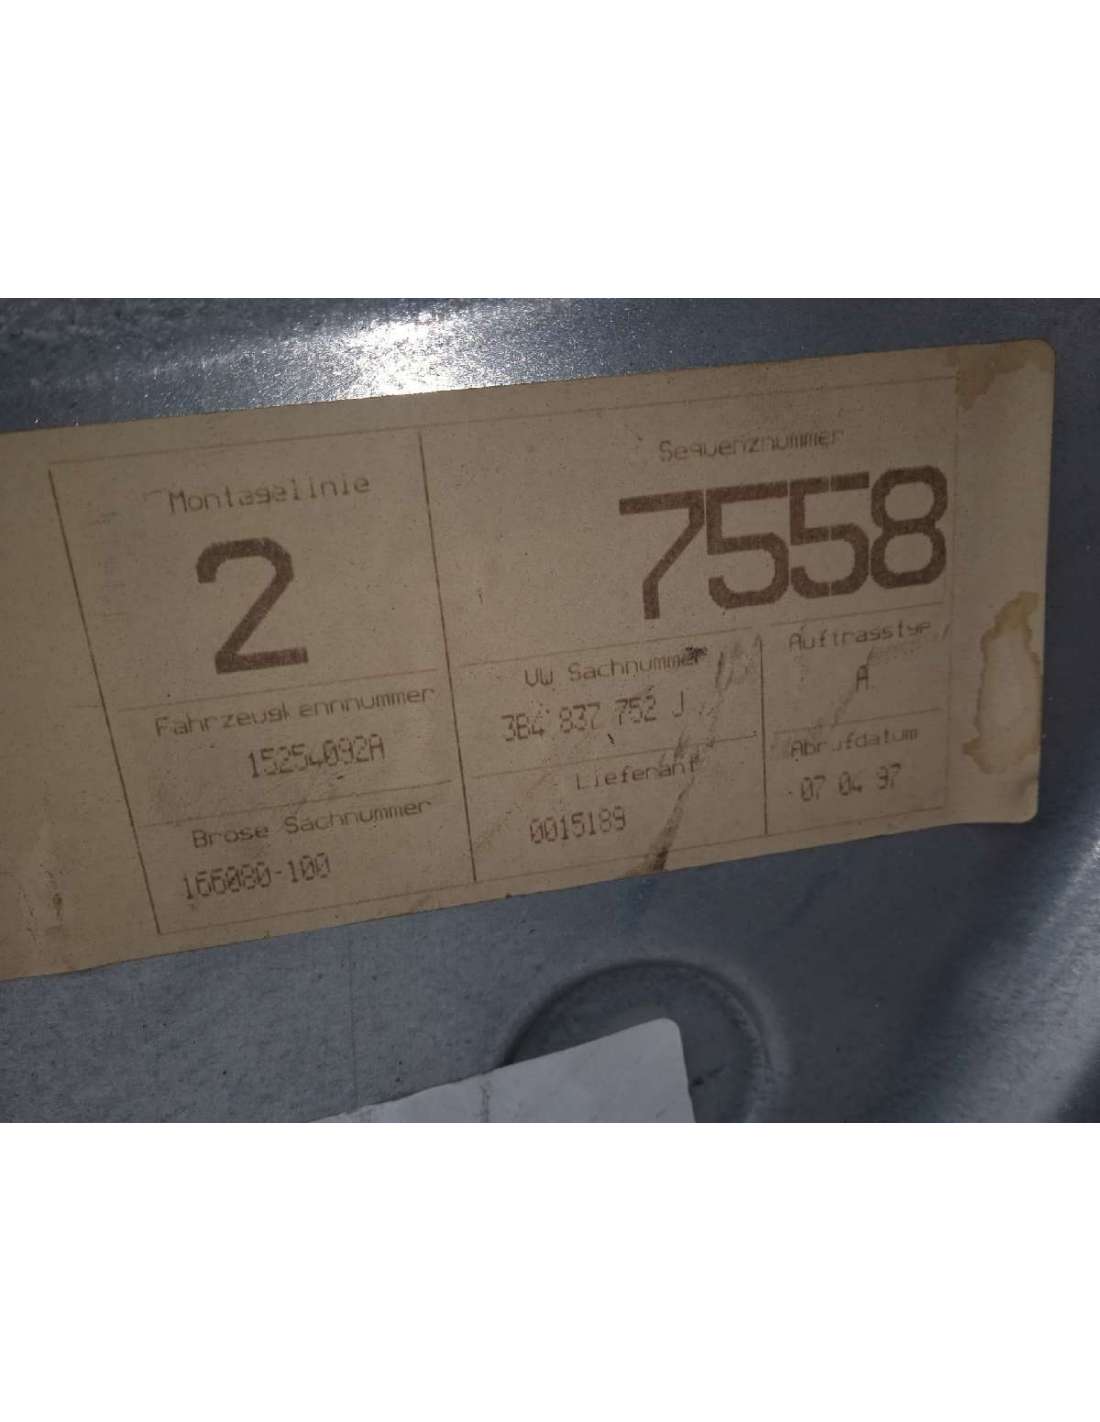 Montagelinie
2
Sequenznummer
7558
Fahrzeugkennnummer
15254092A
VW Sachnummer
3B4 837 752 J
Auftragstyp
A
Brose Sachnummer
166080-100
Lieferant
0015189
Abrufdatum
07 04 97